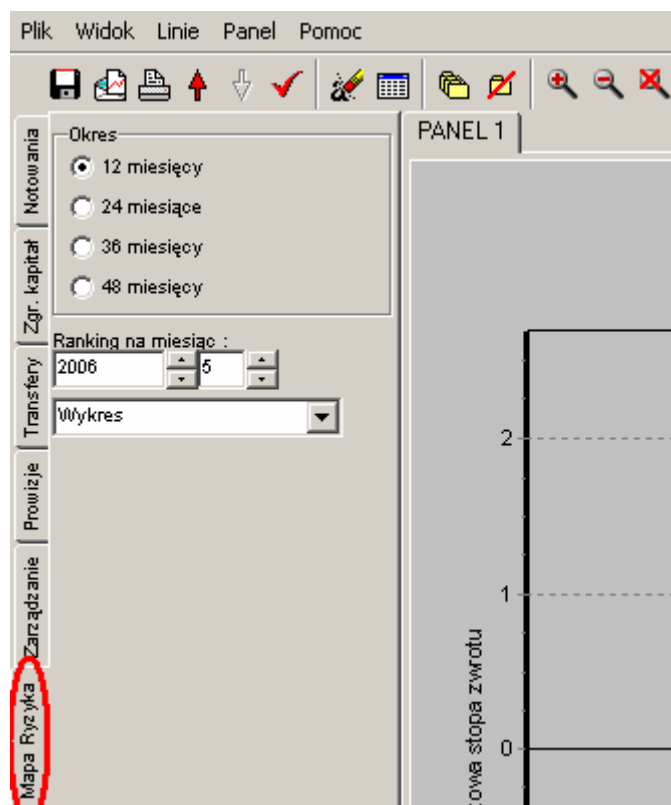 Plik Widok Linie Panel Pomoc
Notowania
Zgr. kapitał
Transfery
Prowizje
Zarządzanie
Mapa Ryzyka
Okres
12 miesięcy
24 miesiące
36 miesięcy
48 miesięcy
Ranking na miesiąc :
2006 5
Wykres
PANEL 1
2
1
0
stopa zwrotu